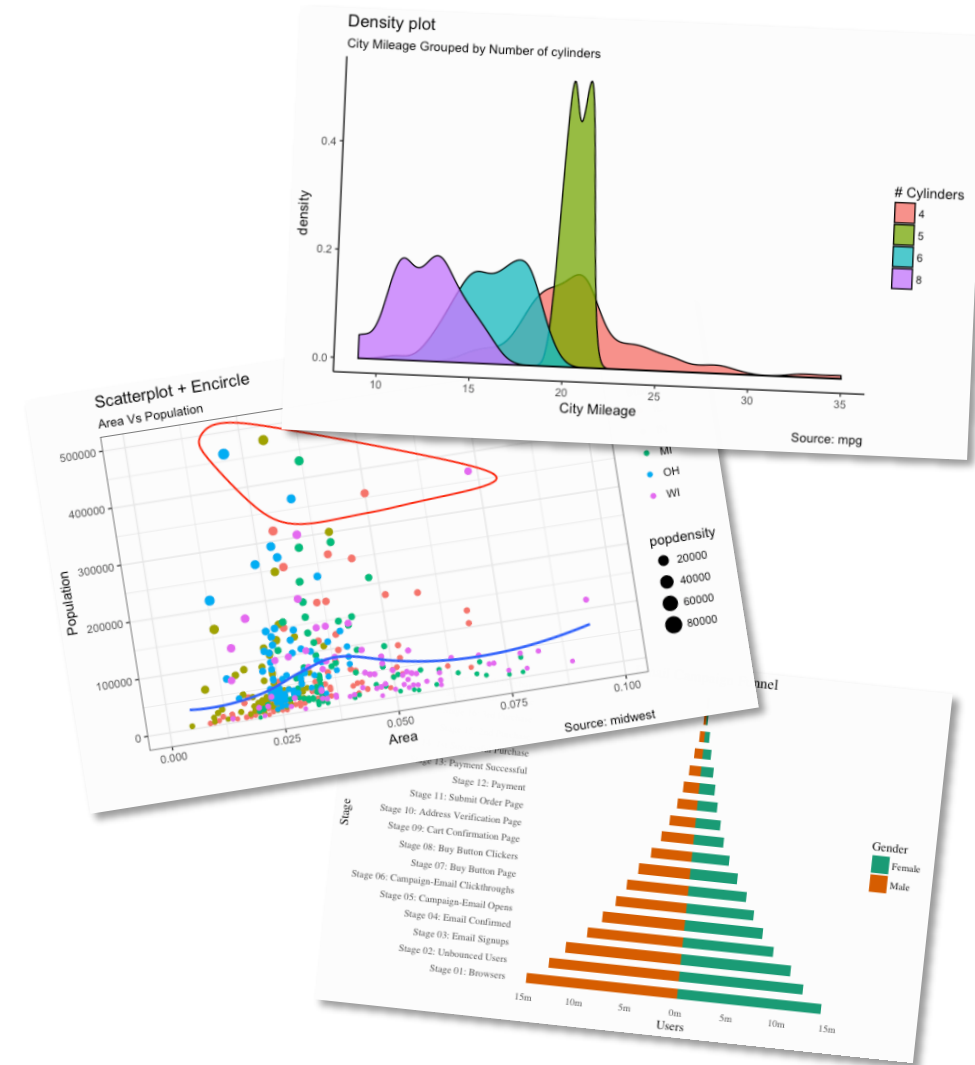 Density plot
City Mileage Grouped by Number of cylinders
0.4
0.2
0.0
density
10
15
20
25
30
35
City Mileage
Source: mpg
# Cylinders
4
5
6
8
Scatterplot + Encircle
Area Vs Population
500000
400000
300000
200000
100000
0
Population
0.000
0.025
0.050
0.075
0.100
Area
Source: midwest
MI
OH
WI
popdensity
20000
40000
60000
80000
Purchase
13: Payment Successful
Stage 12: Payment
Stage 11: Submit Order Page
Stage 10: Address Verification Page
Stage 09: Cart Confirmation Page
Stage 08: Buy Button Clickers
Stage 07: Buy Button Page
Stage 06: Campaign-Email Clickthroughs
Stage 05: Campaign-Email Opens
Stage 04: Email Confirmed
Stage 03: Email Signups
Stage 02: Unbounced Users
Stage 01: Browsers
Stage
15m
10m
5m
0m
5m
10m
15m
Users
Gender
Female
Male